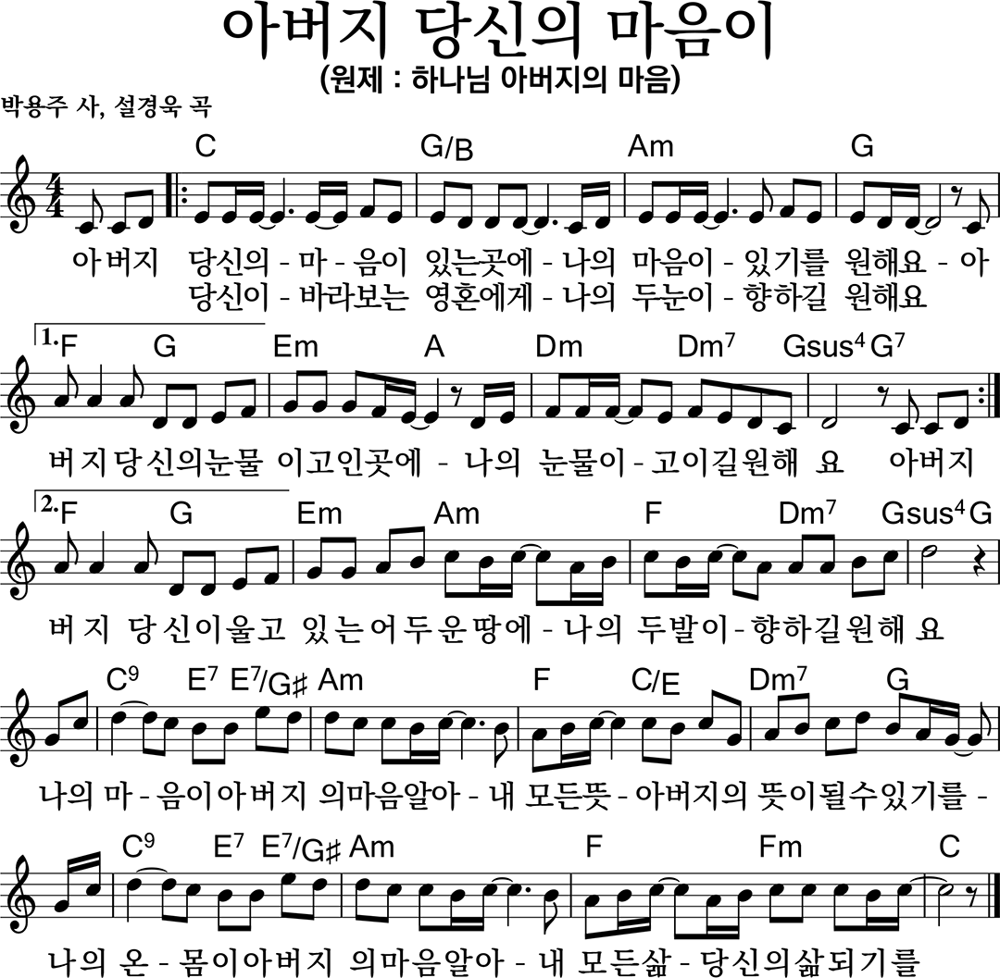 아버지 당신의 마음이
(원제 : 하나님 아버지의 마음)
박용주 사, 설경욱 곡
C G/B Am G
4/4
아버지 당신의 - 마 - 음이 있는곳에 - 나의 마음이 - 있기를 원해요 - 아
당신이 - 바라보는 영혼에게 - 나의 두눈이 - 향하길 원해요
1. F G Em A Dm Dm7 Gsus4 G7
버지당신의눈물 이고인곳에 - 나의 눈물이 - 고이길원해 요 아버지
2. F G Em Am F Dm7 Gsus4 G
버지 당신이울고 있는어두운땅에 - 나의 두발이 - 향하길원해 요
C9 E7 E7/G♯ Am F C/E Dm7 G
나의 마 - 음이아버지 의마음알아 - 내 모든뜻 - 아버지의 뜻이될수있기를 -
C9 E7 E7/G♯ Am F Fm C
나의 온 - 몸이아버지 의마음알아 - 내 모든삶 - 당신의삶되기를